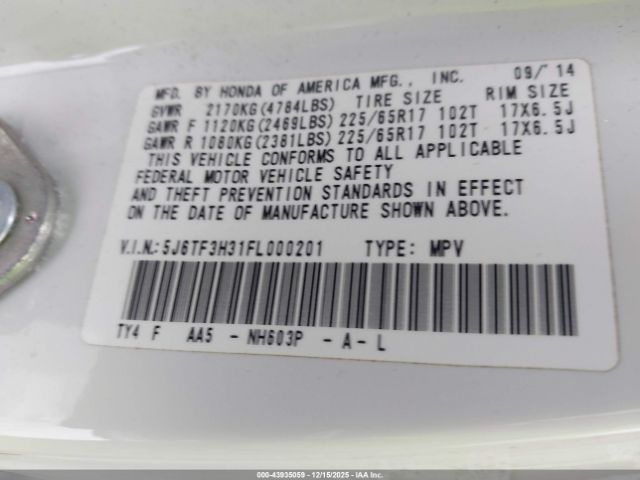 MFD. BY HONDA OF AMERICA MFG., INC. 09/'14
GVWR 2170KG(4784LBS) TIRE SIZE RIM SIZE
GAWR F 1120KG(2469LBS) 225/65R17 102T 17X6.5J
GAWR R 1080KG(2381LBS) 225/65R17 102T 17X6.5J
THIS VEHICLE CONFORMS TO ALL APPLICABLE
FEDERAL MOTOR VEHICLE SAFETY
AND THEFT PREVENTION STANDARDS IN EFFECT
ON THE DATE OF MANUFACTURE SHOWN ABOVE.
V.I.N.: 5J6TF3H31FL000201 TYPE: MPV
TY4 F AA5 - NH603P - A - L
000-43935059 - 12/15/2025 - IAA Inc.